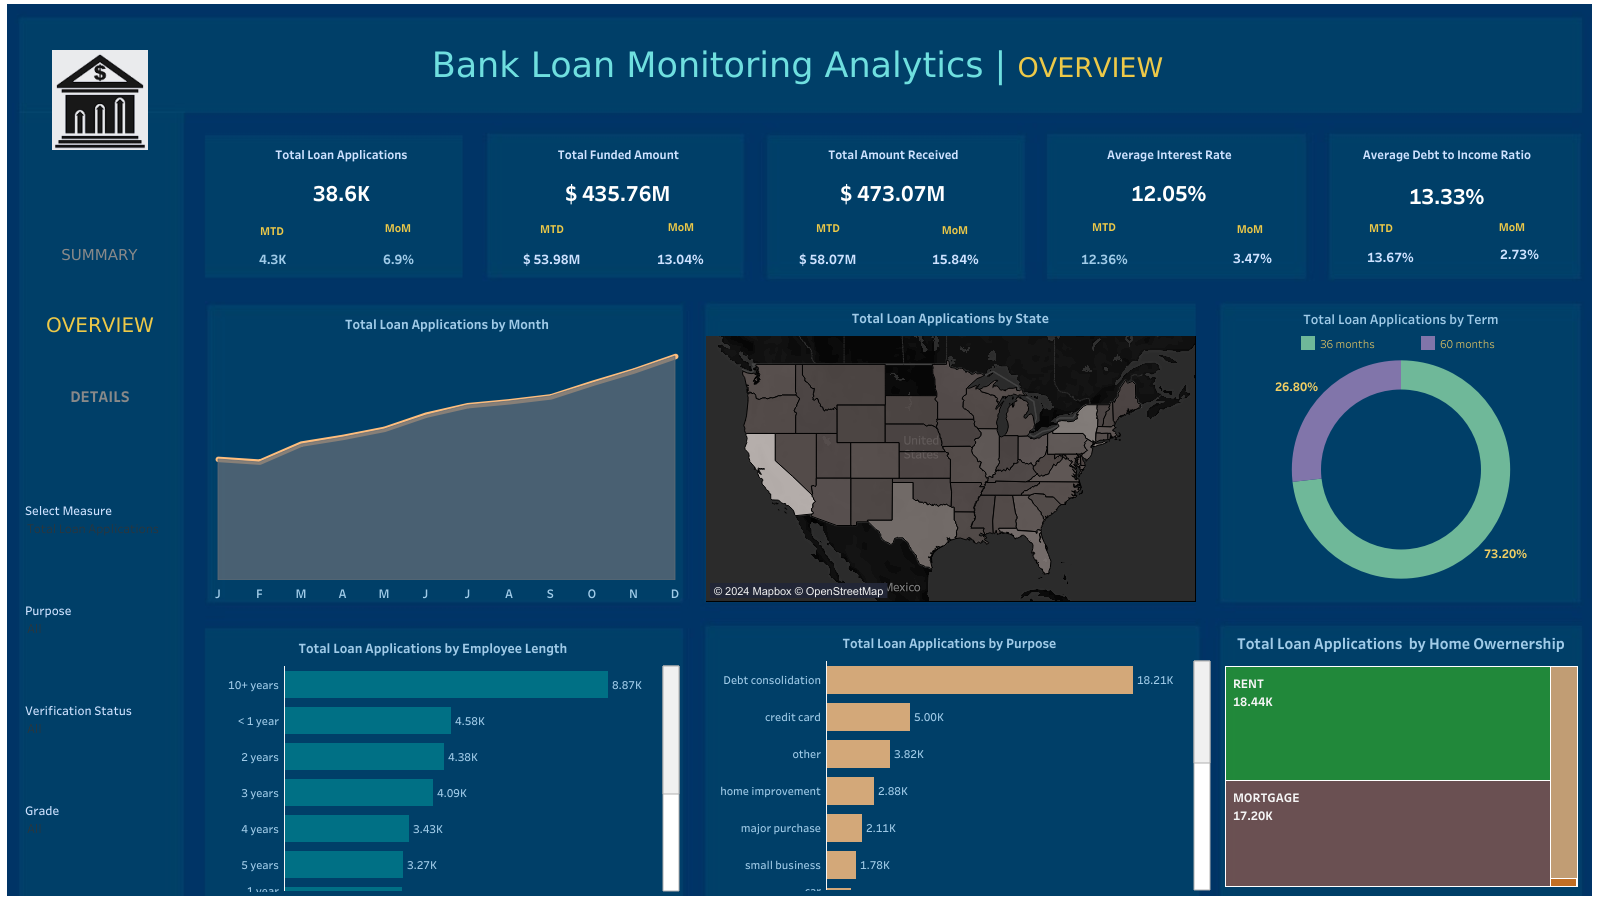 Bank Loan Monitoring Analytics | OVERVIEW
$
SUMMARY
OVERVIEW
DETAILS
Select Measure
Purpose
Verification Status
Grade
Total Loan Applications
38.6K
MTD MoM
4.3K 6.9%
Total Funded Amount
$ 435.76M
MTD MoM
$ 53.98M 13.04%
Total Amount Received
$ 473.07M
MTD MoM
$ 58.07M 15.84%
Average Interest Rate
12.05%
MTD MoM
12.36% 3.47%
Average Debt to Income Ratio
13.33%
MTD MoM
13.67% 2.73%
Total Loan Applications by Month
J F M A M J J A S O N D
Total Loan Applications by State
United
States
Mexico
© 2024 Mapbox © OpenStreetMap
Total Loan Applications by Term
36 months 60 months
26.80%
73.20%
Total Loan Applications by Employee Length
10+ years 8.87K
< 1 year 4.58K
2 years 4.38K
3 years 4.09K
4 years 3.43K
5 years 3.27K
1 year
Total Loan Applications by Purpose
Debt consolidation 18.21K
credit card 5.00K
other 3.82K
home improvement 2.88K
major purchase 2.11K
small business 1.78K
car
Total Loan Applications by Home Owernership
RENT
18.44K
MORTGAGE
17.20K